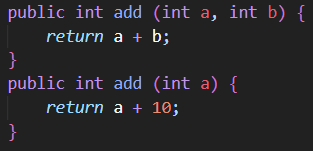 public int add (int a, int b) {
    return a + b;
}
public int add (int a) {
    return a + 10;
}